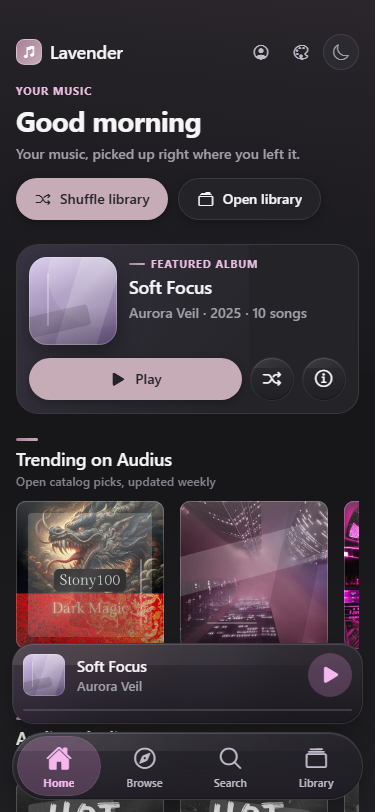 Lavender
YOUR MUSIC
Good morning
Your music, picked up right where you left it.
Shuffle library
Open library
FEATURED ALBUM
Soft Focus
Aurora Veil · 2025 · 10 songs
Play
Trending on Audius
Open catalog picks, updated weekly
Stony100
Dark Magic
Soft Focus
Aurora Veil
Home
Browse
Search
Library